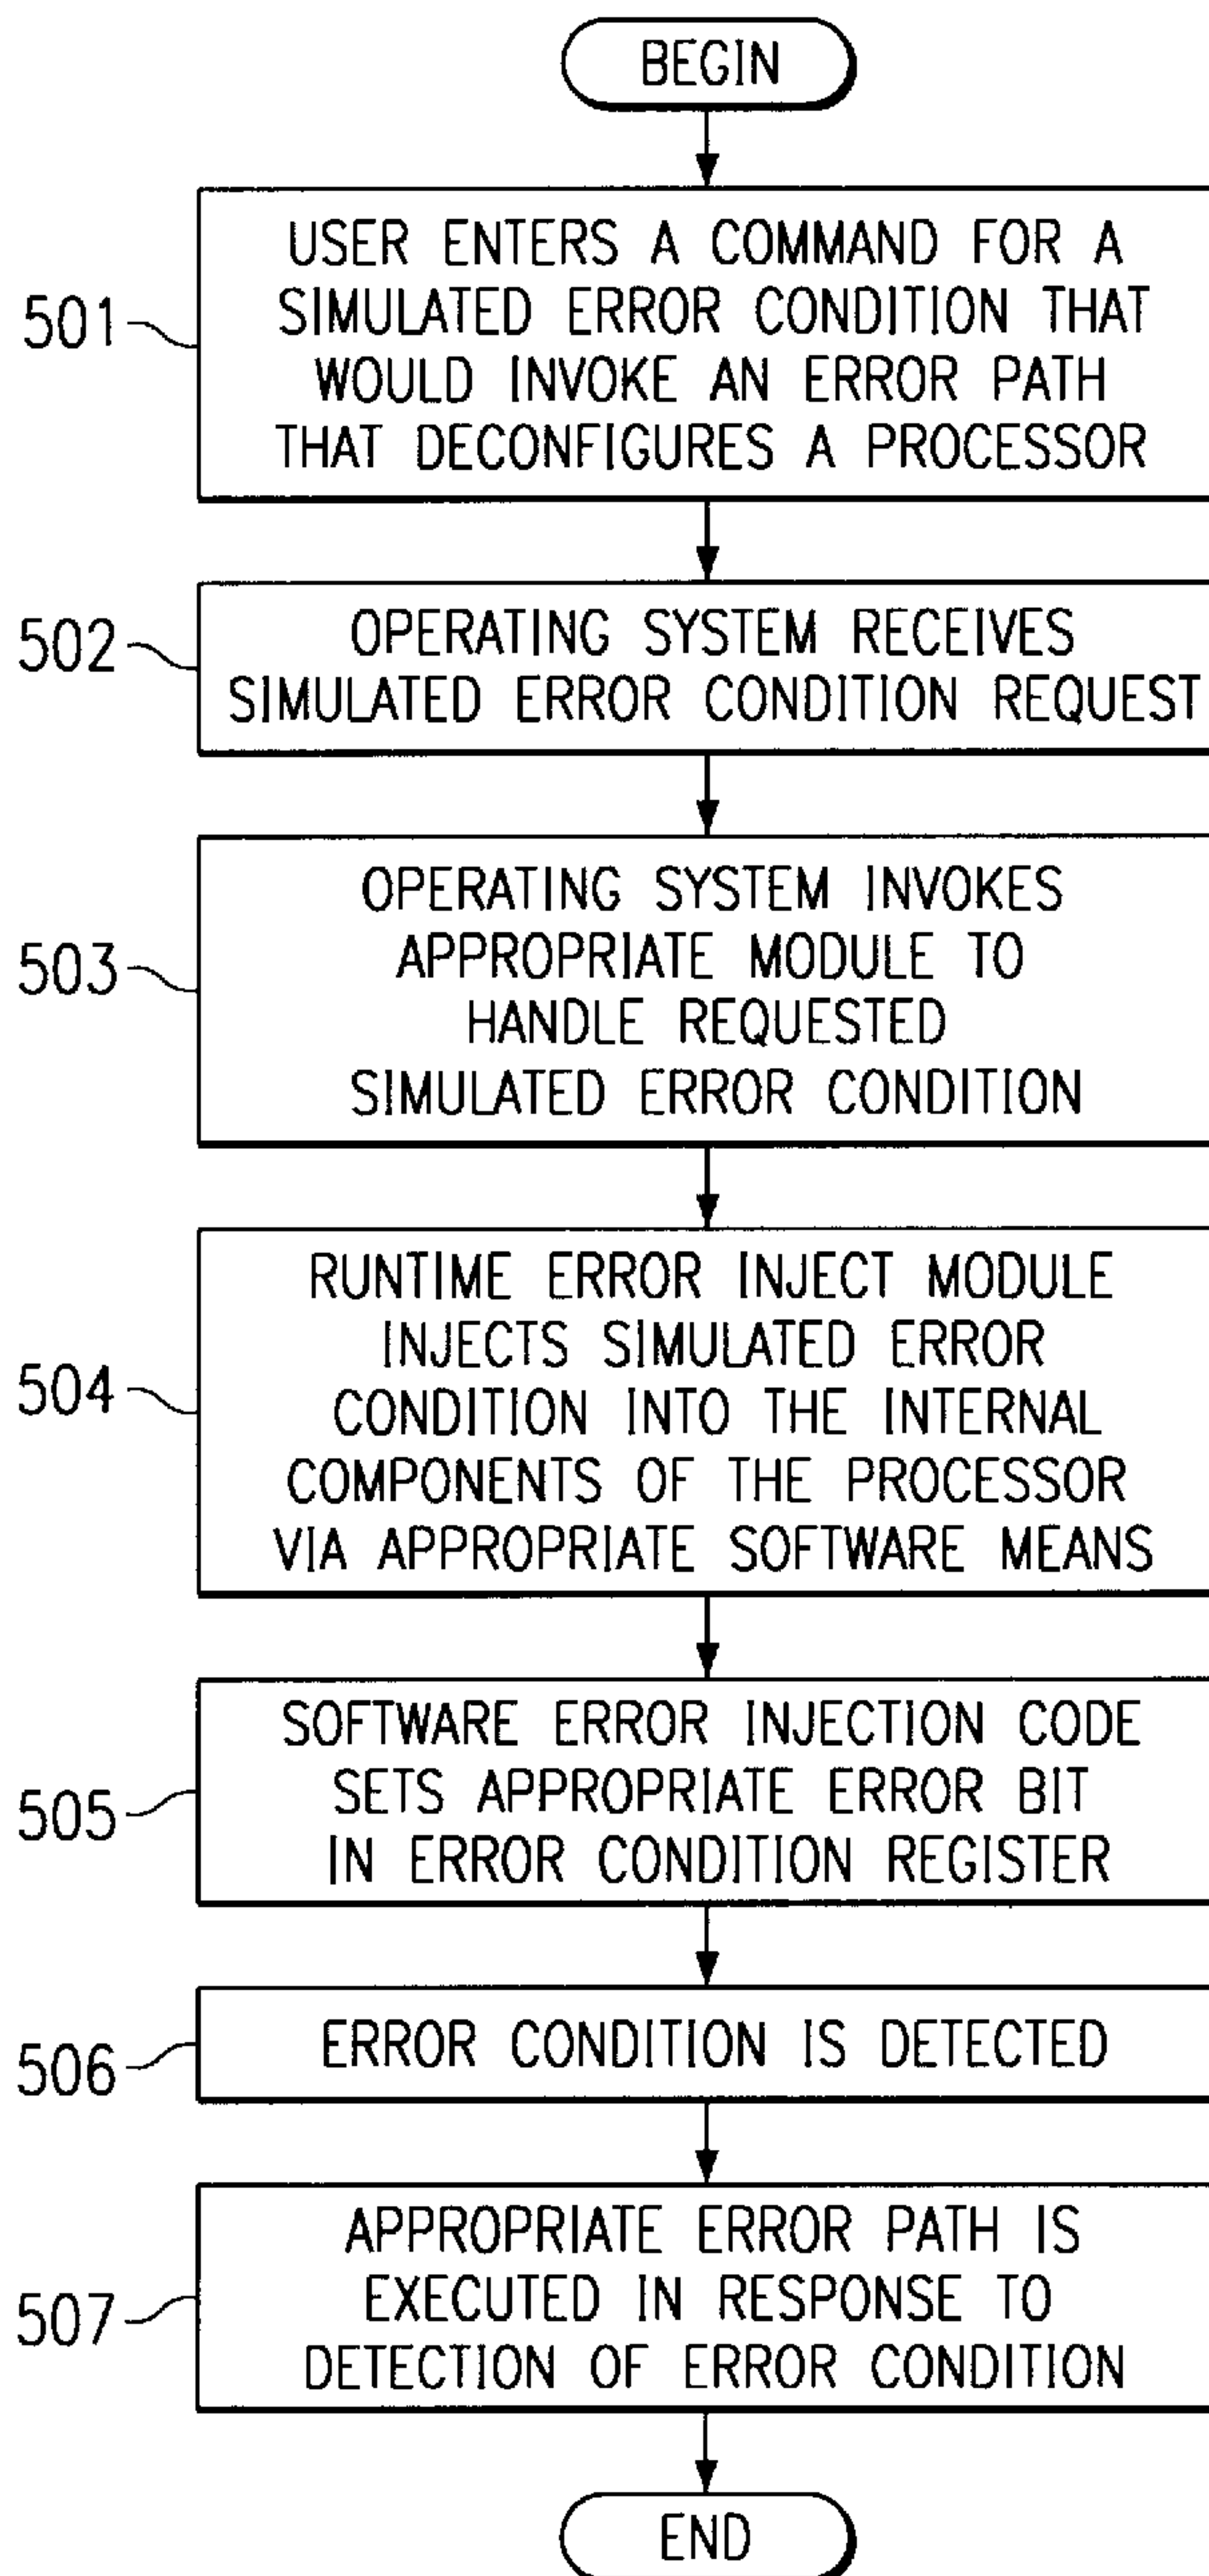 BEGIN
501
USER ENTERS A COMMAND FOR A
SIMULATED ERROR CONDITION THAT
WOULD INVOKE AN ERROR PATH
THAT DECONFIGURES A PROCESSOR
502
OPERATING SYSTEM RECEIVES
SIMULATED ERROR CONDITION REQUEST
503
OPERATING SYSTEM INVOKES
APPROPRIATE MODULE TO
HANDLE REQUESTED
SIMULATED ERROR CONDITION
504
RUNTIME ERROR INJECT MODULE
INJECTS SIMULATED ERROR
CONDITION INTO THE INTERNAL
COMPONENTS OF THE PROCESSOR
VIA APPROPRIATE SOFTWARE MEANS
505
SOFTWARE ERROR INJECTION CODE
SETS APPROPRIATE ERROR BIT
IN ERROR CONDITION REGISTER
506
ERROR CONDITION IS DETECTED
507
APPROPRIATE ERROR PATH IS
EXECUTED IN RESPONSE TO
DETECTION OF ERROR CONDITION
END